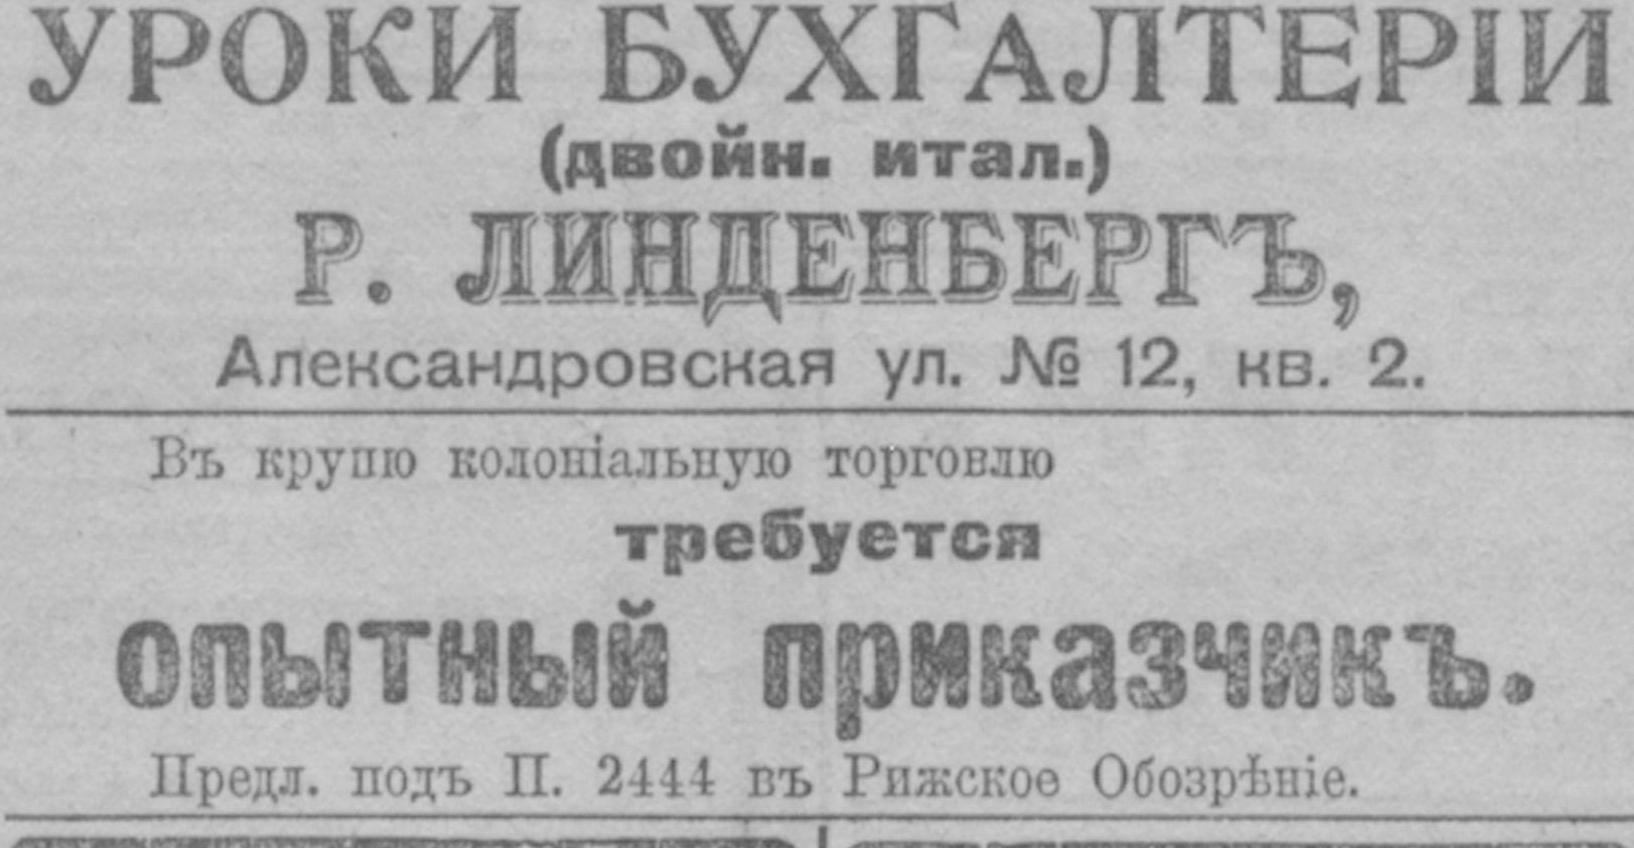 УРОКИ БУХГАЛТЕРІИ
(двойн. итал.)
Р. ЛИНДЕНБЕРГЪ,
Александровская ул. № 12, кв. 2.
Въ крупю колоніальную торговлю
требуется
опытный приказчикъ.
Предл. подъ П. 2444 въ Рижское Обозрѣніе.